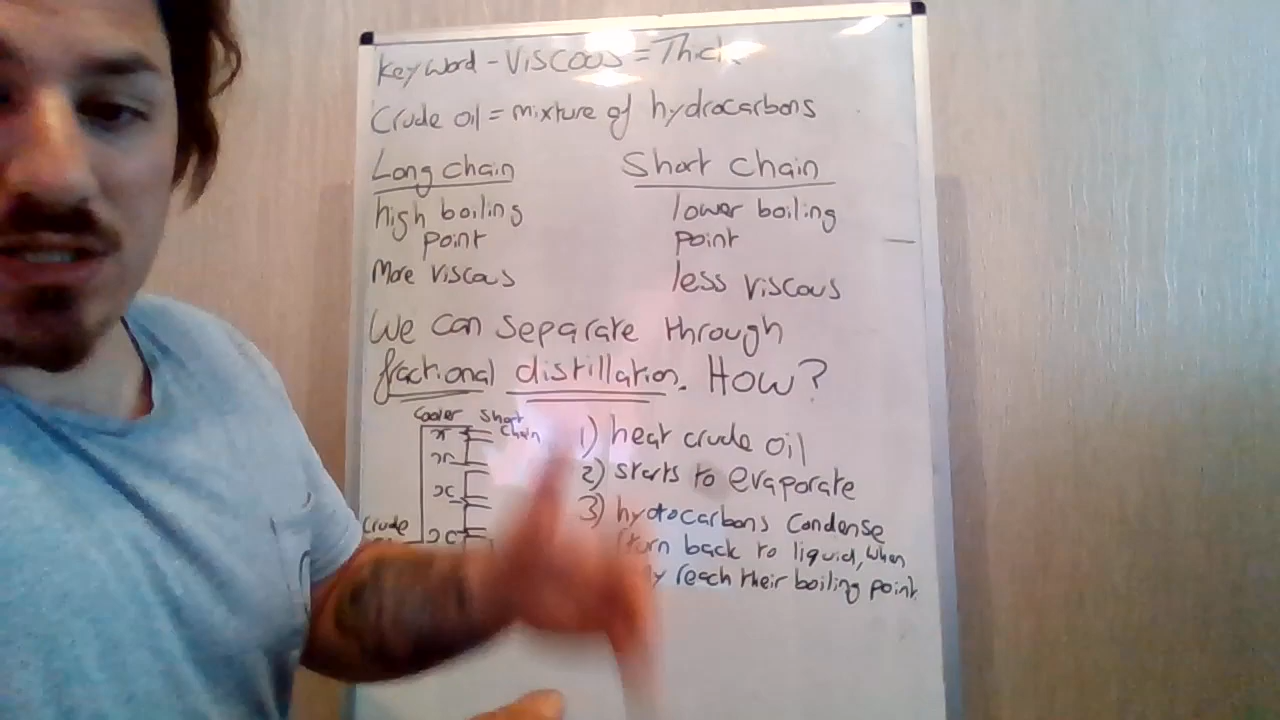 Key word - Viscous = Thick
Crude oil = mixture of hydrocarbons
Long chain
Short chain
high boiling
point
lower boiling
point
More viscous
less viscous
We can separate through
fractional distillation. How?
Cooler
Short
chain
1) heat crude oil
2) starts to evaporate
3) hydrocarbons condense
(turn back to liquid, when
reach their boiling point
Crude